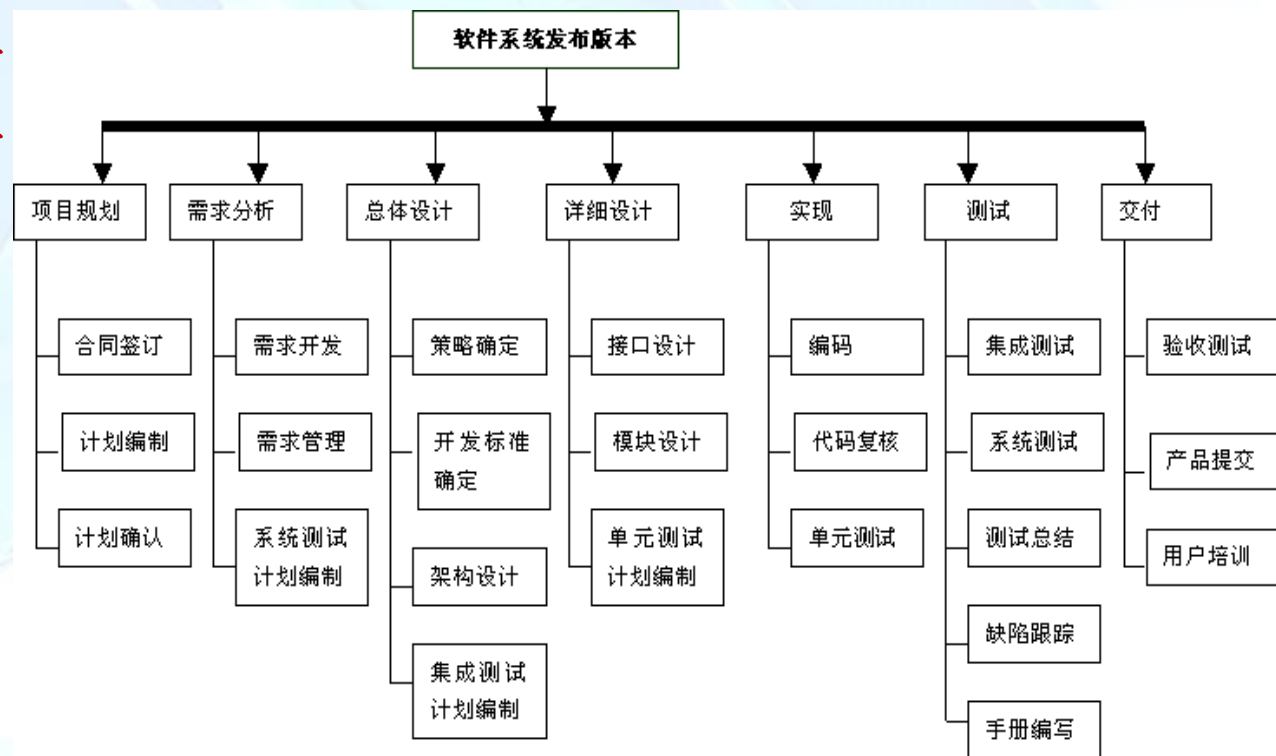 软件系统发布版本
项目规划
需求分析
总体设计
详细设计
实现
测试
交付
合同签订
计划编制
计划确认
需求开发
需求管理
系统测试
计划编制
策略确定
开发标准
确定
架构设计
集成测试
计划编制
接口设计
模块设计
单元测试
计划编制
编码
代码复核
单元测试
集成测试
系统测试
测试总结
缺陷跟踪
手册编写
验收测试
产品提交
用户培训